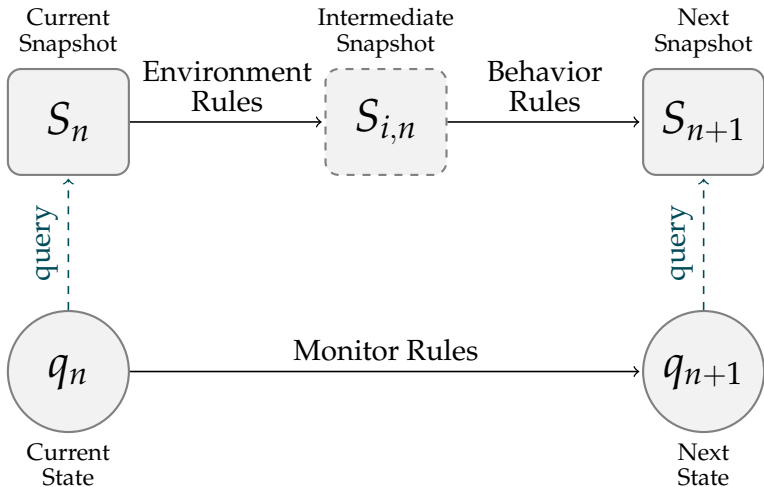 Current
Snapshot
Intermediate
Snapshot
Next
Snapshot
Environment
Rules
Behavior
Rules
S_n
S_{i,n}
S_{n+1}
query
query
Monitor Rules
q_n
q_{n+1}
Current
State
Next
State